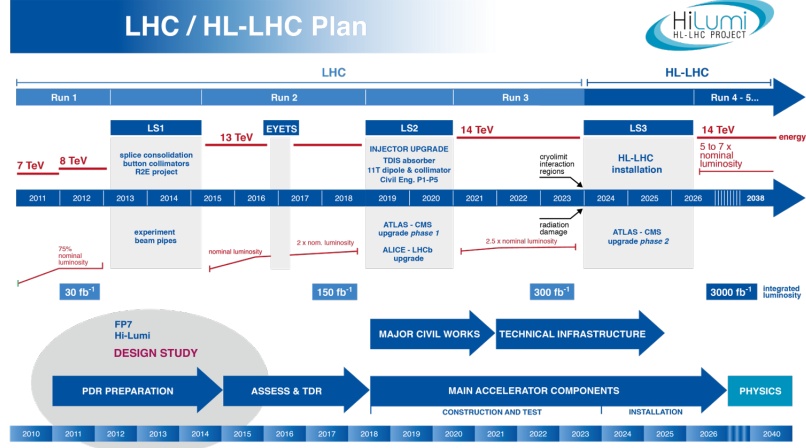 LHC / HL-LHC Plan
HiLumi
HL-LHC PROJECT
LHC
HL-LHC
Run 1
Run 2
Run 3
Run 4 - 5...
LS1
EYETS
LS2
LS3
13 TeV
14 TeV
14 TeV
energy
7 TeV
8 TeV
splice consolidation
button collimators
R2E project
INJECTOR UPGRADE
TDIS absorber
11T dipole & collimator
Civil Eng. P1-P5
cryolimit
interaction
regions
HL-LHC
installation
5 to 7 x
nominal
luminosity
2011 2012 2013 2014 2015 2016 2017 2018 2019 2020 2021 2022 2023 2024 2025 2026 2038
75%
nominal
luminosity
experiment
beam pipes
nominal luminosity
2 x nom. luminosity
ATLAS - CMS
upgrade phase 1
ALICE - LHCb
upgrade
2.5 x nominal luminosity
radiation
damage
ATLAS - CMS
upgrade phase 2
30 fb-1
150 fb-1
300 fb-1
3000 fb-1
integrated
luminosity
FP7
Hi-Lumi
DESIGN STUDY
MAJOR CIVIL WORKS
TECHNICAL INFRASTRUCTURE
PDR PREPARATION
ASSESS & TDR
MAIN ACCELERATOR COMPONENTS
PHYSICS
CONSTRUCTION AND TEST
INSTALLATION
2010 2011 2012 2013 2014 2015 2016 2017 2018 2019 2020 2021 2022 2023 2024 2025 2026 2040